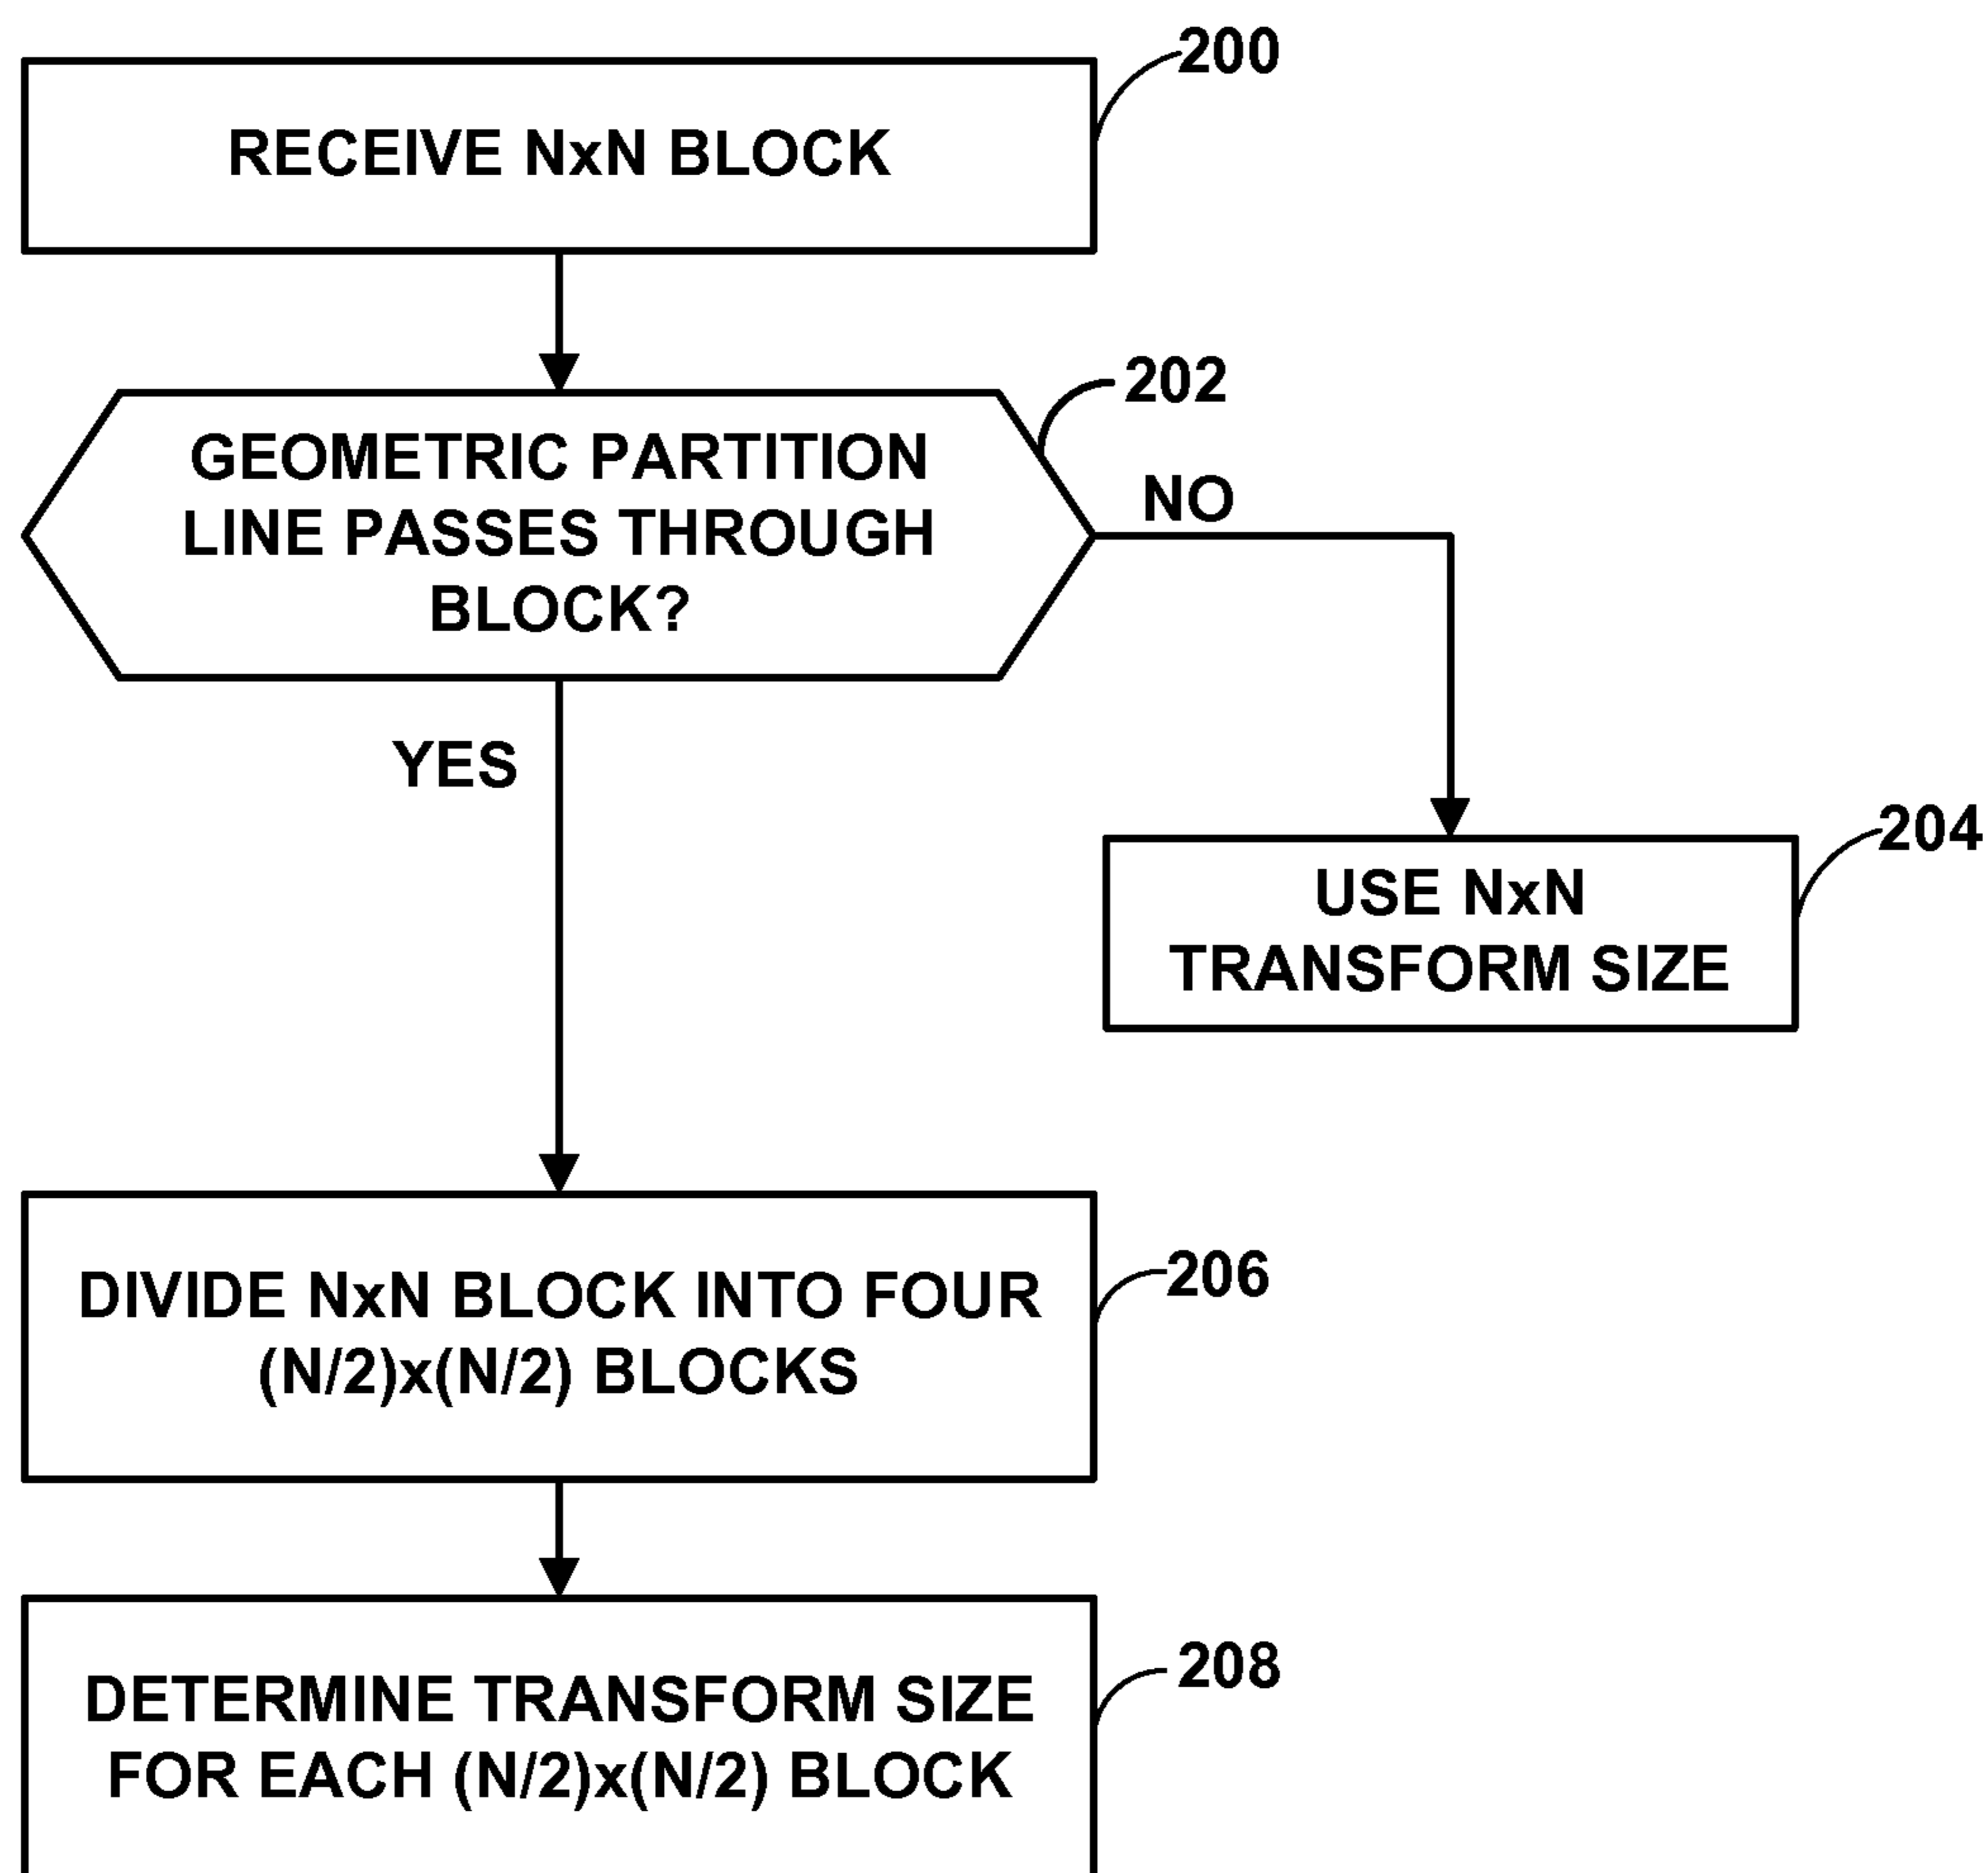 200
RECEIVE NxN BLOCK
202
GEOMETRIC PARTITION
LINE PASSES THROUGH
BLOCK?
NO
YES
204
USE NxN
TRANSFORM SIZE
206
DIVIDE NxN BLOCK INTO FOUR
(N/2)x(N/2) BLOCKS
208
DETERMINE TRANSFORM SIZE
FOR EACH (N/2)x(N/2) BLOCK